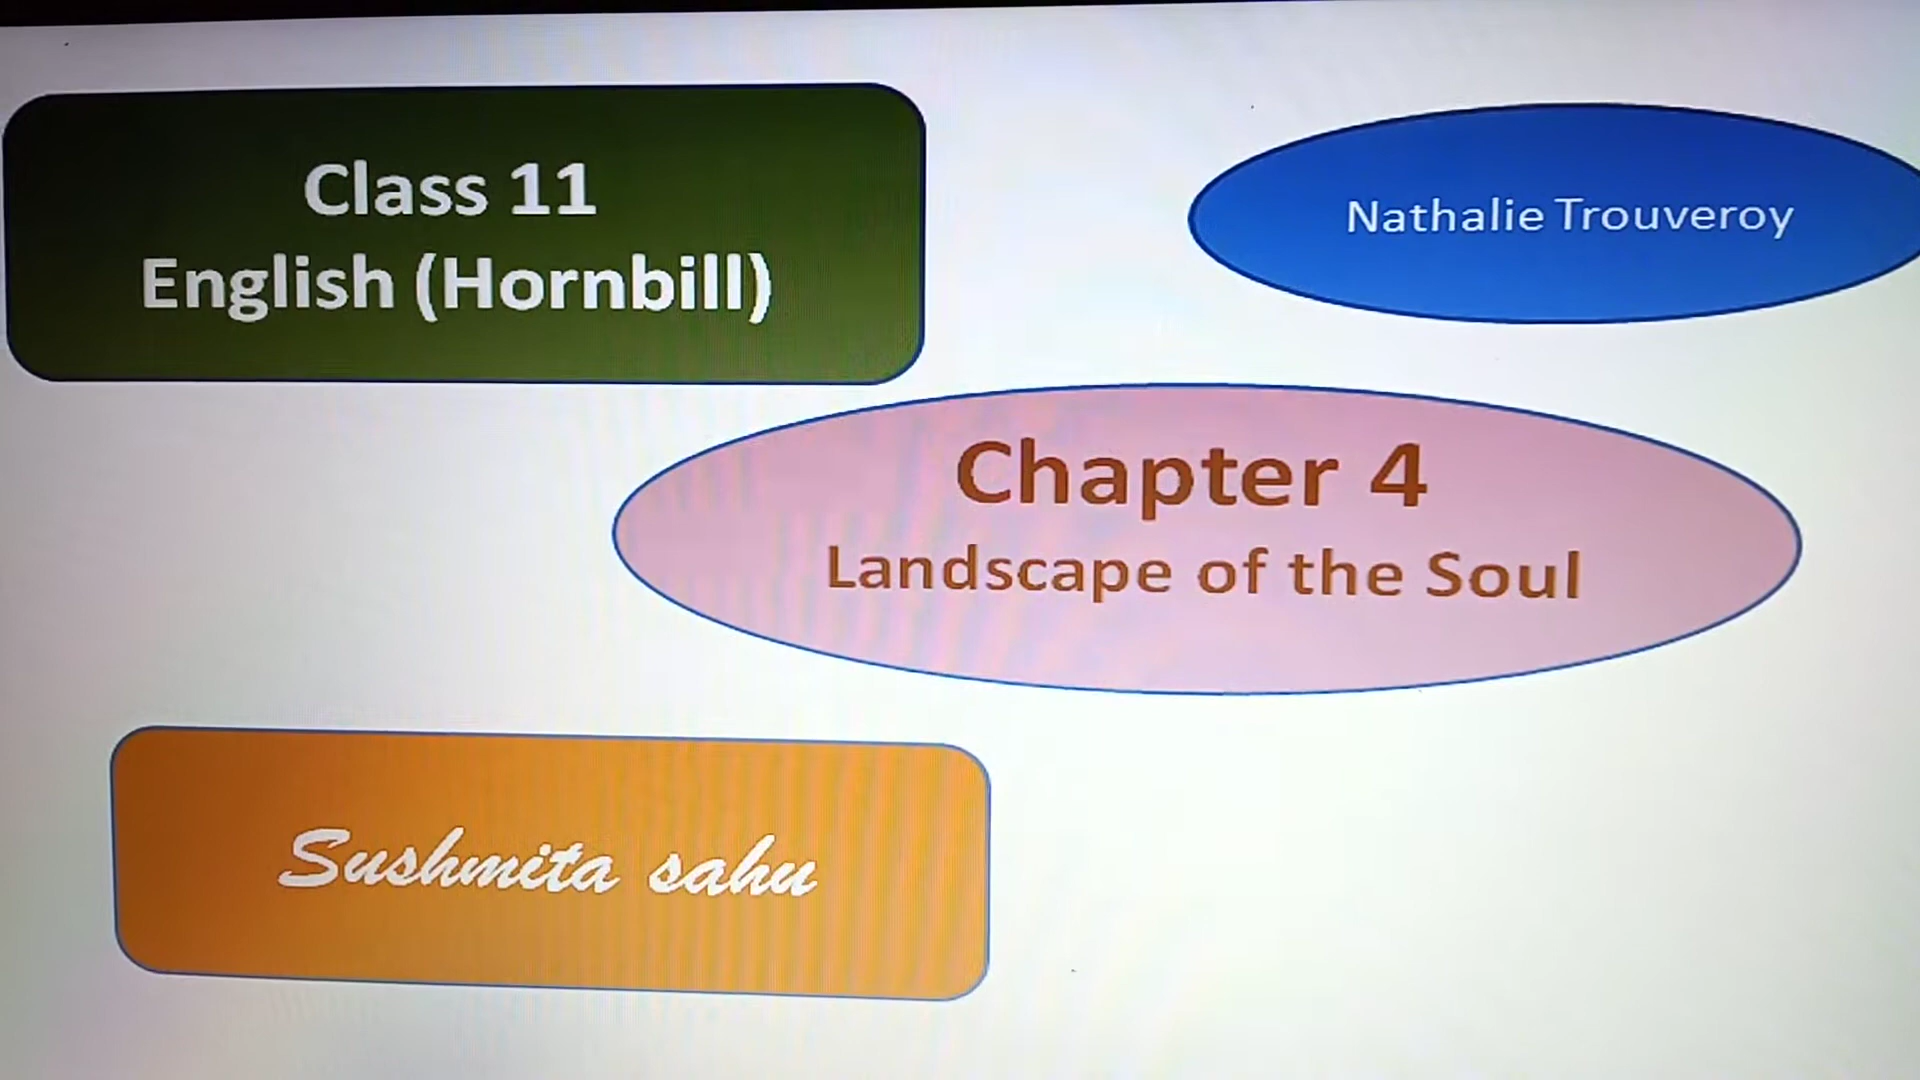 Class 11
English (Hornbill)
Nathalie Trouveroy
Chapter 4
Landscape of the Soul
Sushmita sahu